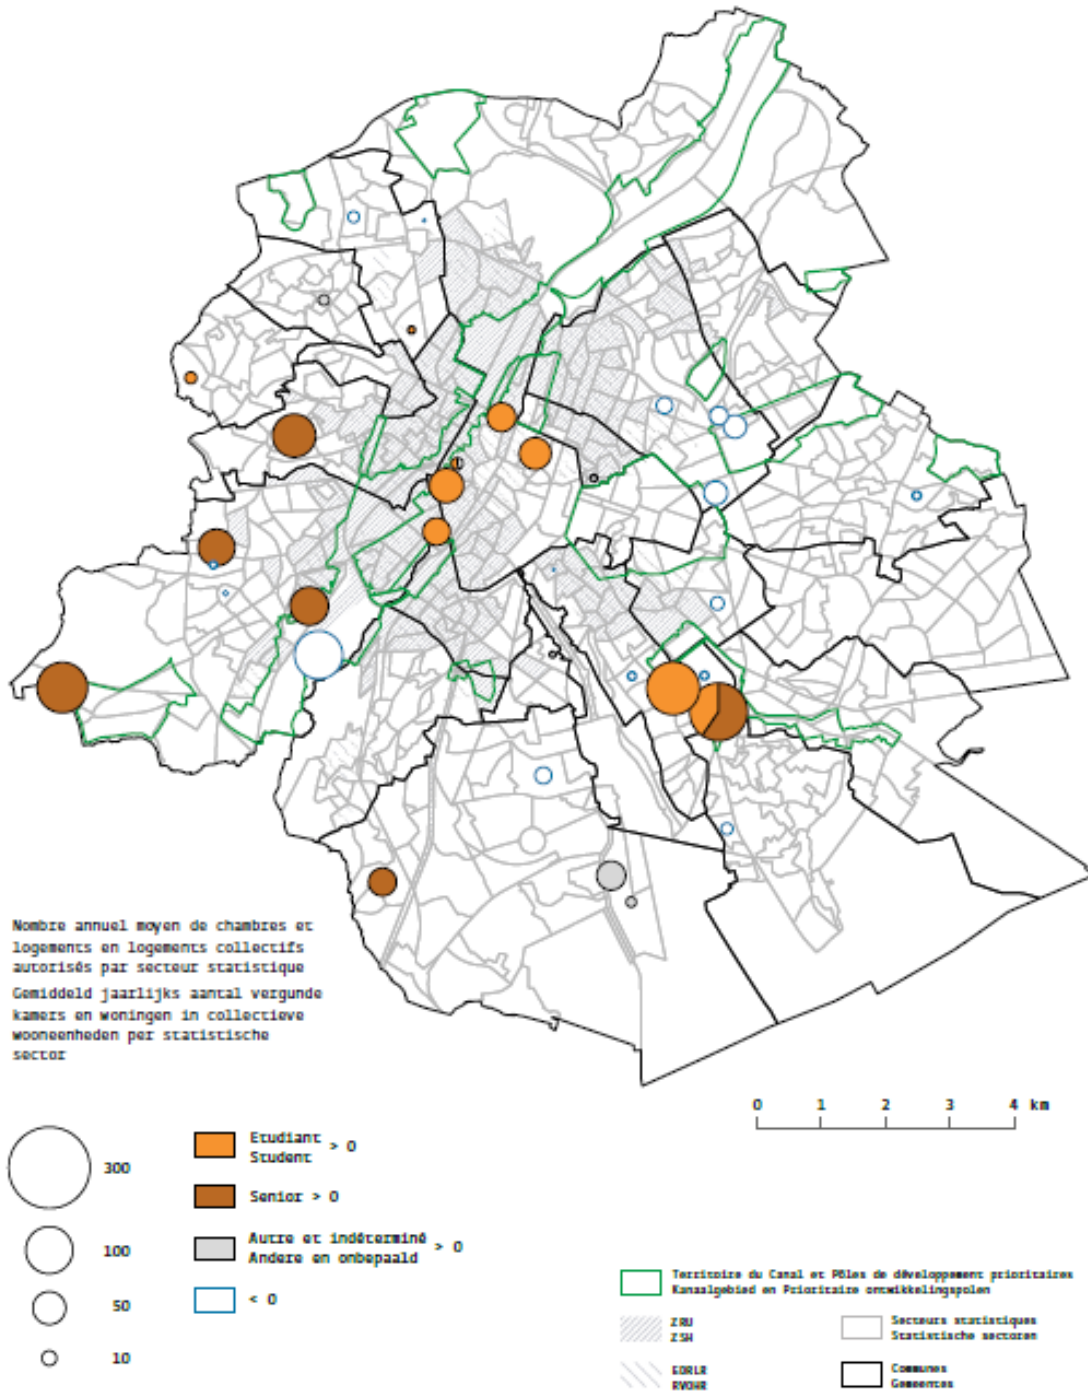 Nombre annuel moyen de chambres et
logements en logements collectifs
autorisés par secteur statistique
Gemiddeld jaarlijks aantal vergunde
kamers en woningen in collectieve
wooneenheden per statistische
sector
0 1 2 3 4 km
300
100
50
10
Etudiant
Student
> 0
Senior > 0
Autre et indéterminé
Andere en onbepaald
> 0
< 0
Territoire du Canal et Pôles de développement prioritaires
Kanaalgebied en Prioritaire ontwikkelingspolen
ZRU
ZSH
Secteurs statistiques
Statistische sectoren
EDRLR
RVOHR
Communes
Gemeentes